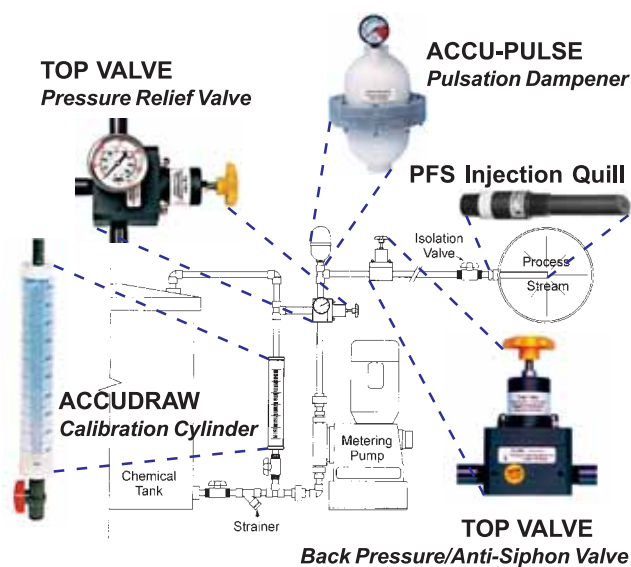 ACCU-PULSE
Pulsation Dampener
TOP VALVE
Pressure Relief Valve
PFS Injection Quill
Isolation
Valve
Process
Stream
ACCUDRAW
Calibration Cylinder
Metering
Pump
Chemical
Tank
Strainer
TOP VALVE
Back Pressure/Anti-Siphon Valve